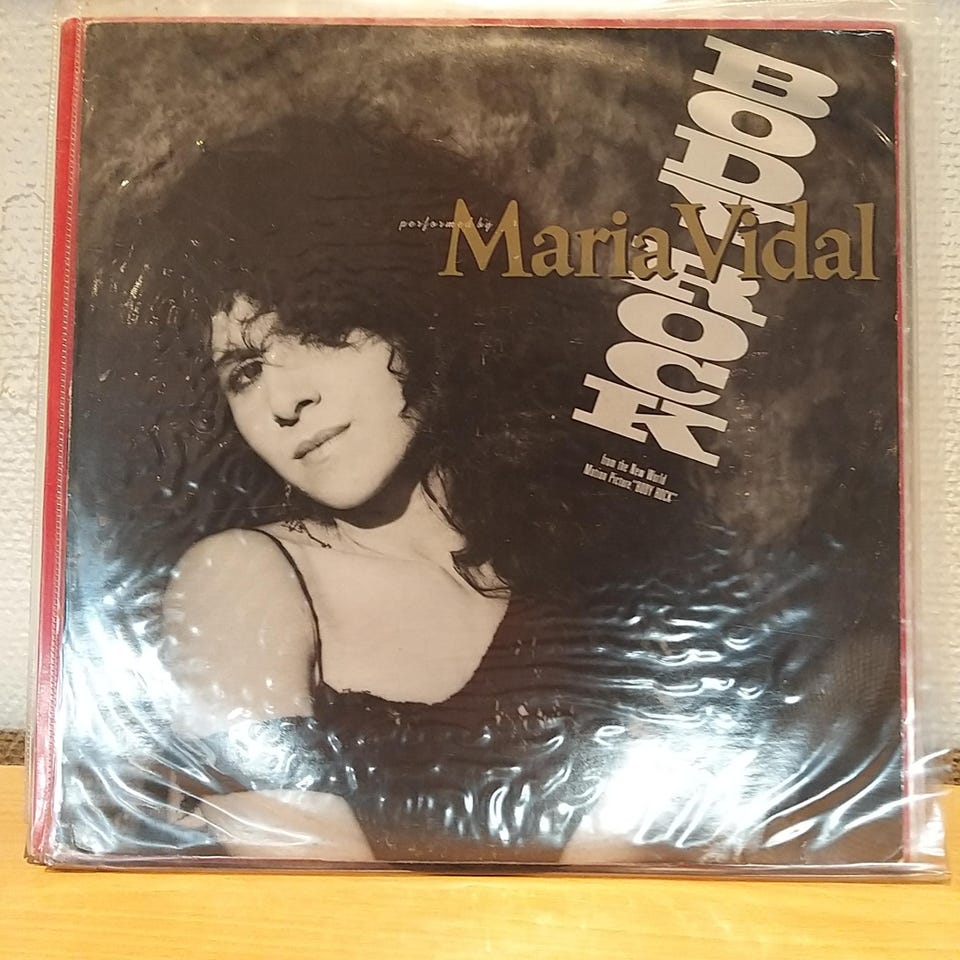 BODY ROCK
performed by
Maria Vidal
from the New World
Motion Picture "BODY ROCK"